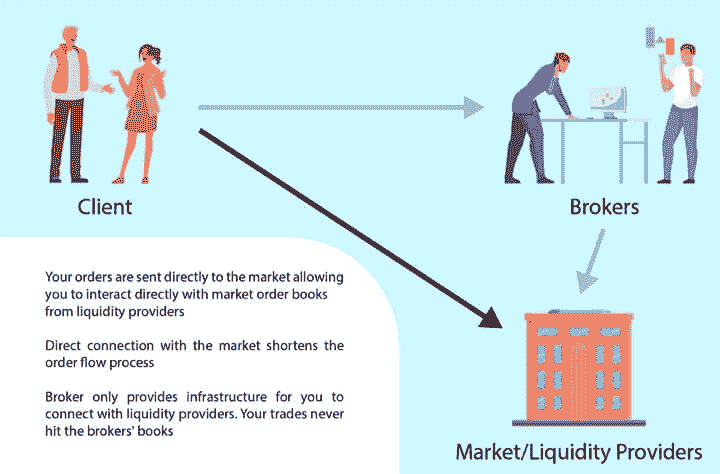 Client
Brokers
Your orders are sent directly to the market allowing
you to interact directly with market order books
from liquidity providers
Direct connection with the market shortens the
order flow process
Broker only provides infrastructure for you to
connect with liquidity providers. Your trades never
hit the brokers' books
Market/Liquidity Providers